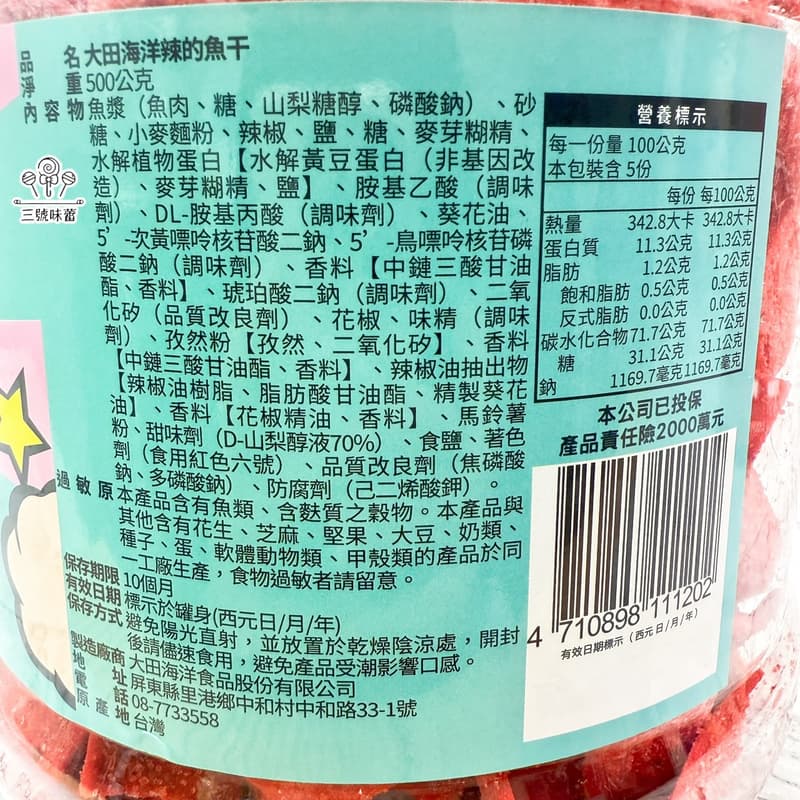 品名 大田海洋辣的魚干
淨重 500公克
內容物 魚漿（魚肉、糖、山梨糖醇、磷酸鈉）、砂
糖、小麥麵粉、辣椒、鹽、糖、麥芽糊精、
水解植物蛋白【水解黃豆蛋白（非基因改
造）、麥芽糊精、鹽】、胺基乙酸（調味
劑）、DL-胺基丙酸（調味劑）、葵花油、
5’-次黃嘌呤核苷酸二鈉、5’-鳥嘌呤核苷磷
酸二鈉（調味劑）、香料【中鏈三酸甘油
酯、香料】、琥珀酸二鈉（調味劑）、二氧
化矽（品質改良劑）、花椒、味精（調味
劑）、孜然粉【孜然、二氧化矽】、香料
【中鏈三酸甘油酯、香料】、辣椒油抽出物
【辣椒油樹脂、脂肪酸甘油酯、精製葵花
油】、香料【花椒精油、香料】、馬鈴薯
粉、甜味劑（D-山梨醇液70%）、食鹽、著色
劑（食用紅色六號）、品質改良劑（焦磷酸
鈉、多磷酸鈉）、防腐劑（己二烯酸鉀）。
過敏原 本產品含有魚類、含麩質之穀物。本產品與
其他含有花生、芝麻、堅果、大豆、奶類、
種子、蛋、軟體動物類、甲殼類的產品於同
一工廠生產，食物過敏者請留意。
保存期限 10個月
有效日期 標示於罐身(西元日/月/年)
保存方式 避免陽光直射，並放置於乾燥陰涼處，開封
後請儘速食用，避免產品受潮影響口感。
製造廠商 大田海洋食品股份有限公司
地址 屏東縣里港鄉中和村中和路33-1號
電話 08-7733558
原產地 台灣
三號味蕾
營養標示
每一份量 100公克
本包裝含 5份
每份 每100公克
熱量 342.8大卡 342.8大卡
蛋白質 11.3公克 11.3公克
脂肪 1.2公克 1.2公克
飽和脂肪 0.5公克 0.5公克
反式脂肪 0.0公克 0.0公克
碳水化合物 71.7公克 71.7公克
糖 31.1公克 31.1公克
鈉 1169.7毫克 1169.7毫克
本公司已投保
產品責任險2000萬元
4 710898 111202
有效日期標示（西元日/月/年）